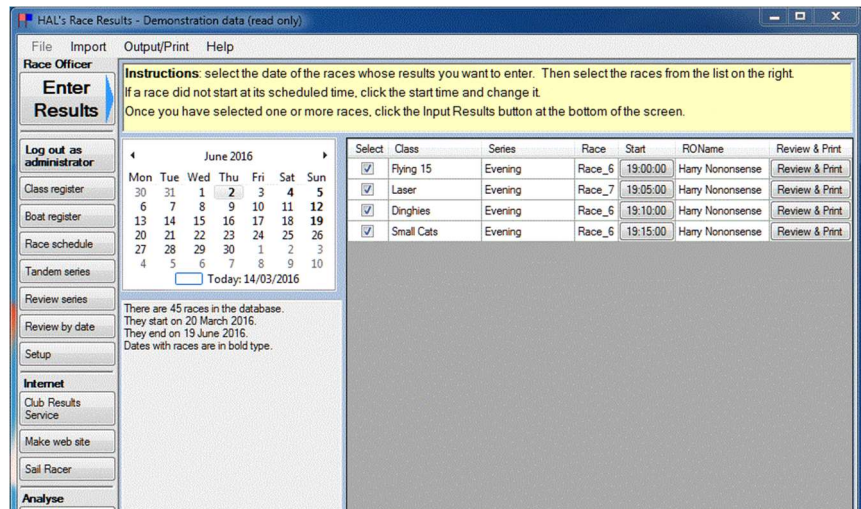 HAL's Race Results - Demonstration data (read only)
File Import Output/Print Help
Race Officer
Enter
Results
Log out as
administrator
Class register
Boat register
Race schedule
Tandem series
Review series
Review by date
Setup
Internet
Club Results
Service
Make web site
Sail Racer
Analyse
Instructions: select the date of the races whose results you want to enter. Then select the races from the list on the right.
If a race did not start at its scheduled time, click the start time and change it.
Once you have selected one or more races, click the Input Results button at the bottom of the screen.
June 2016
Mon Tue Wed Thu Fri Sat Sun
30 31 1 2 3 4 5
6 7 8 9 10 11 12
13 14 15 16 17 18 19
20 21 22 23 24 25 26
27 28 29 30 1 2 3
4 5 6 7 8 9 10
Today: 14/03/2016
There are 45 races in the database.
They start on 20 March 2016.
They end on 19 June 2016.
Dates with races are in bold type.
Select Class Series Race Start ROName Review & Print
Flying 15 Evening Race_6 19:00:00 Harry Nononsense Review & Print
Laser Evening Race_7 19:05:00 Harry Nononsense Review & Print
Dinghies Evening Race_6 19:10:00 Harry Nononsense Review & Print
Small Cats Evening Race_6 19:15:00 Harry Nononsense Review & Print